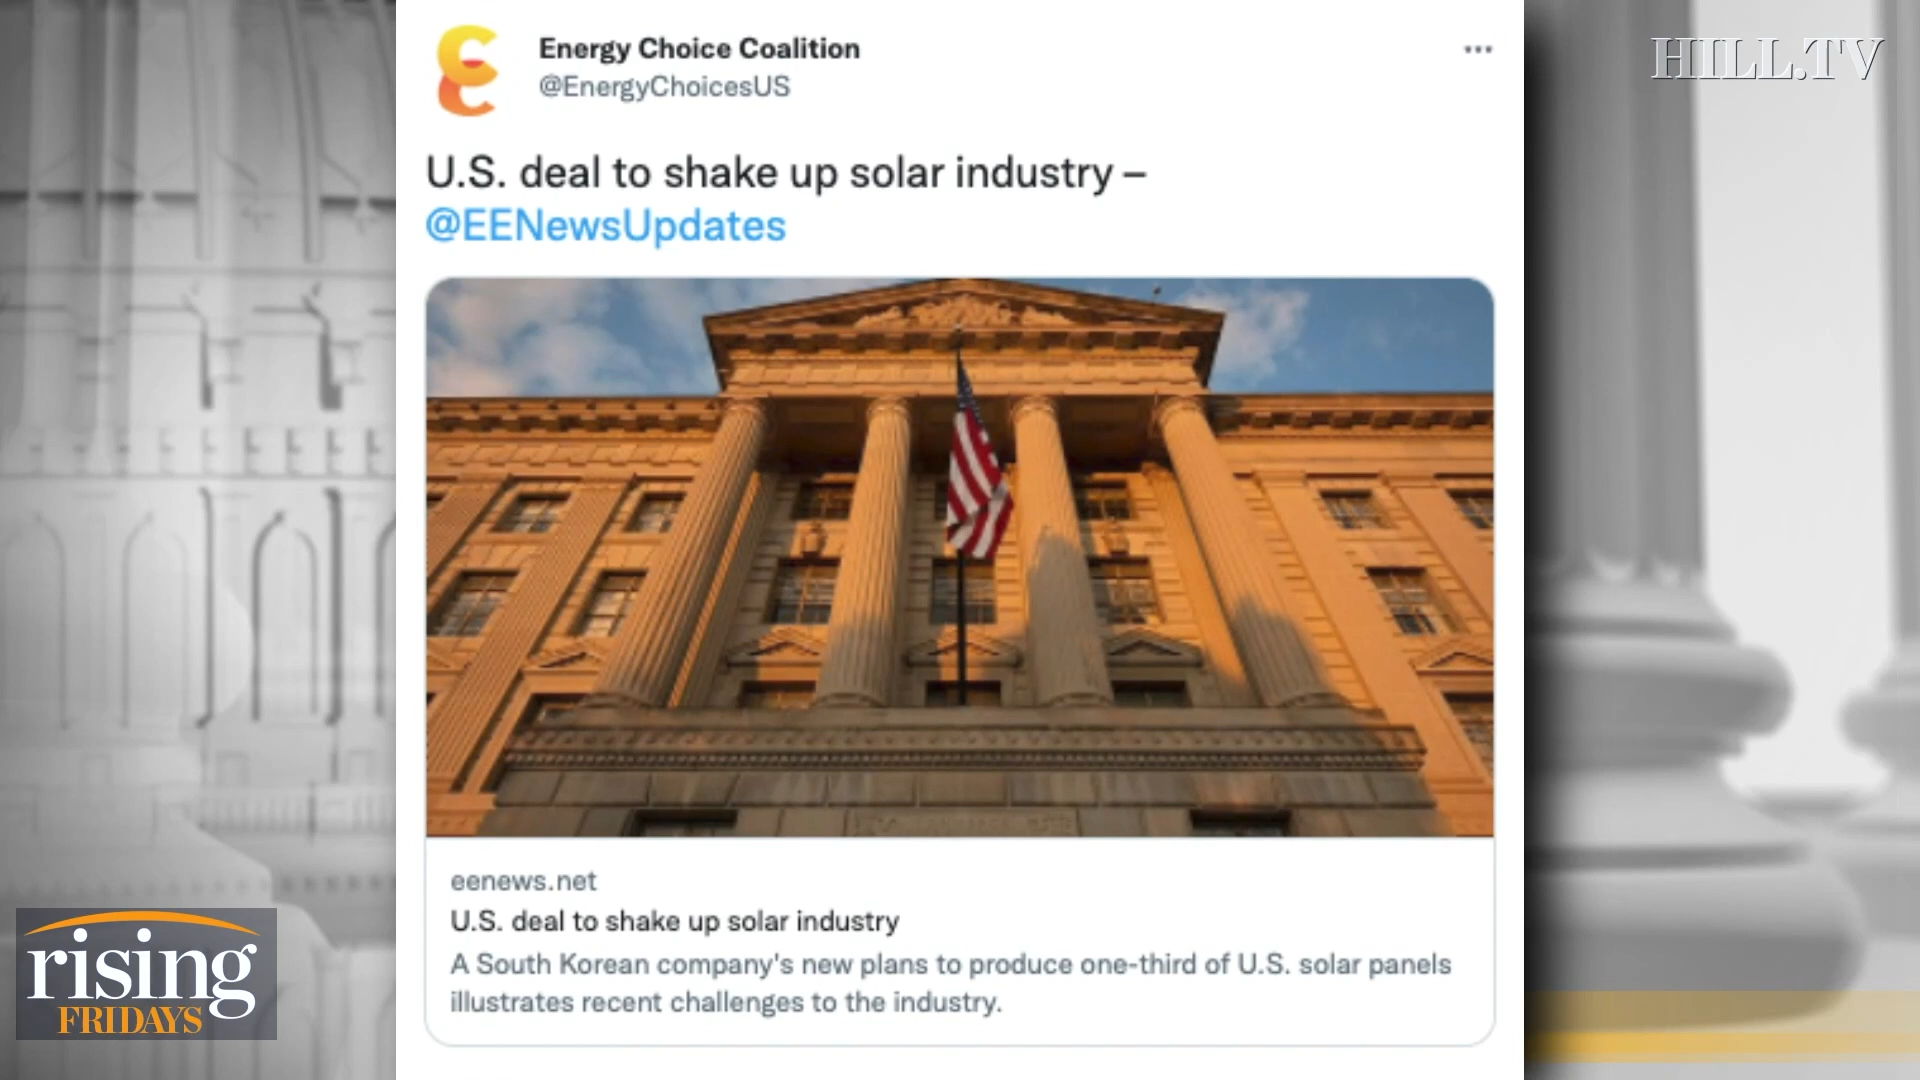 Energy Choice Coalition
@EnergyChoicesUS
HILL.TV
U.S. deal to shake up solar industry –
@EENewsUpdates
eenews.net
U.S. deal to shake up solar industry
A South Korean company's new plans to produce one-third of U.S. solar panels
illustrates recent challenges to the industry.
rising
FRIDAYS